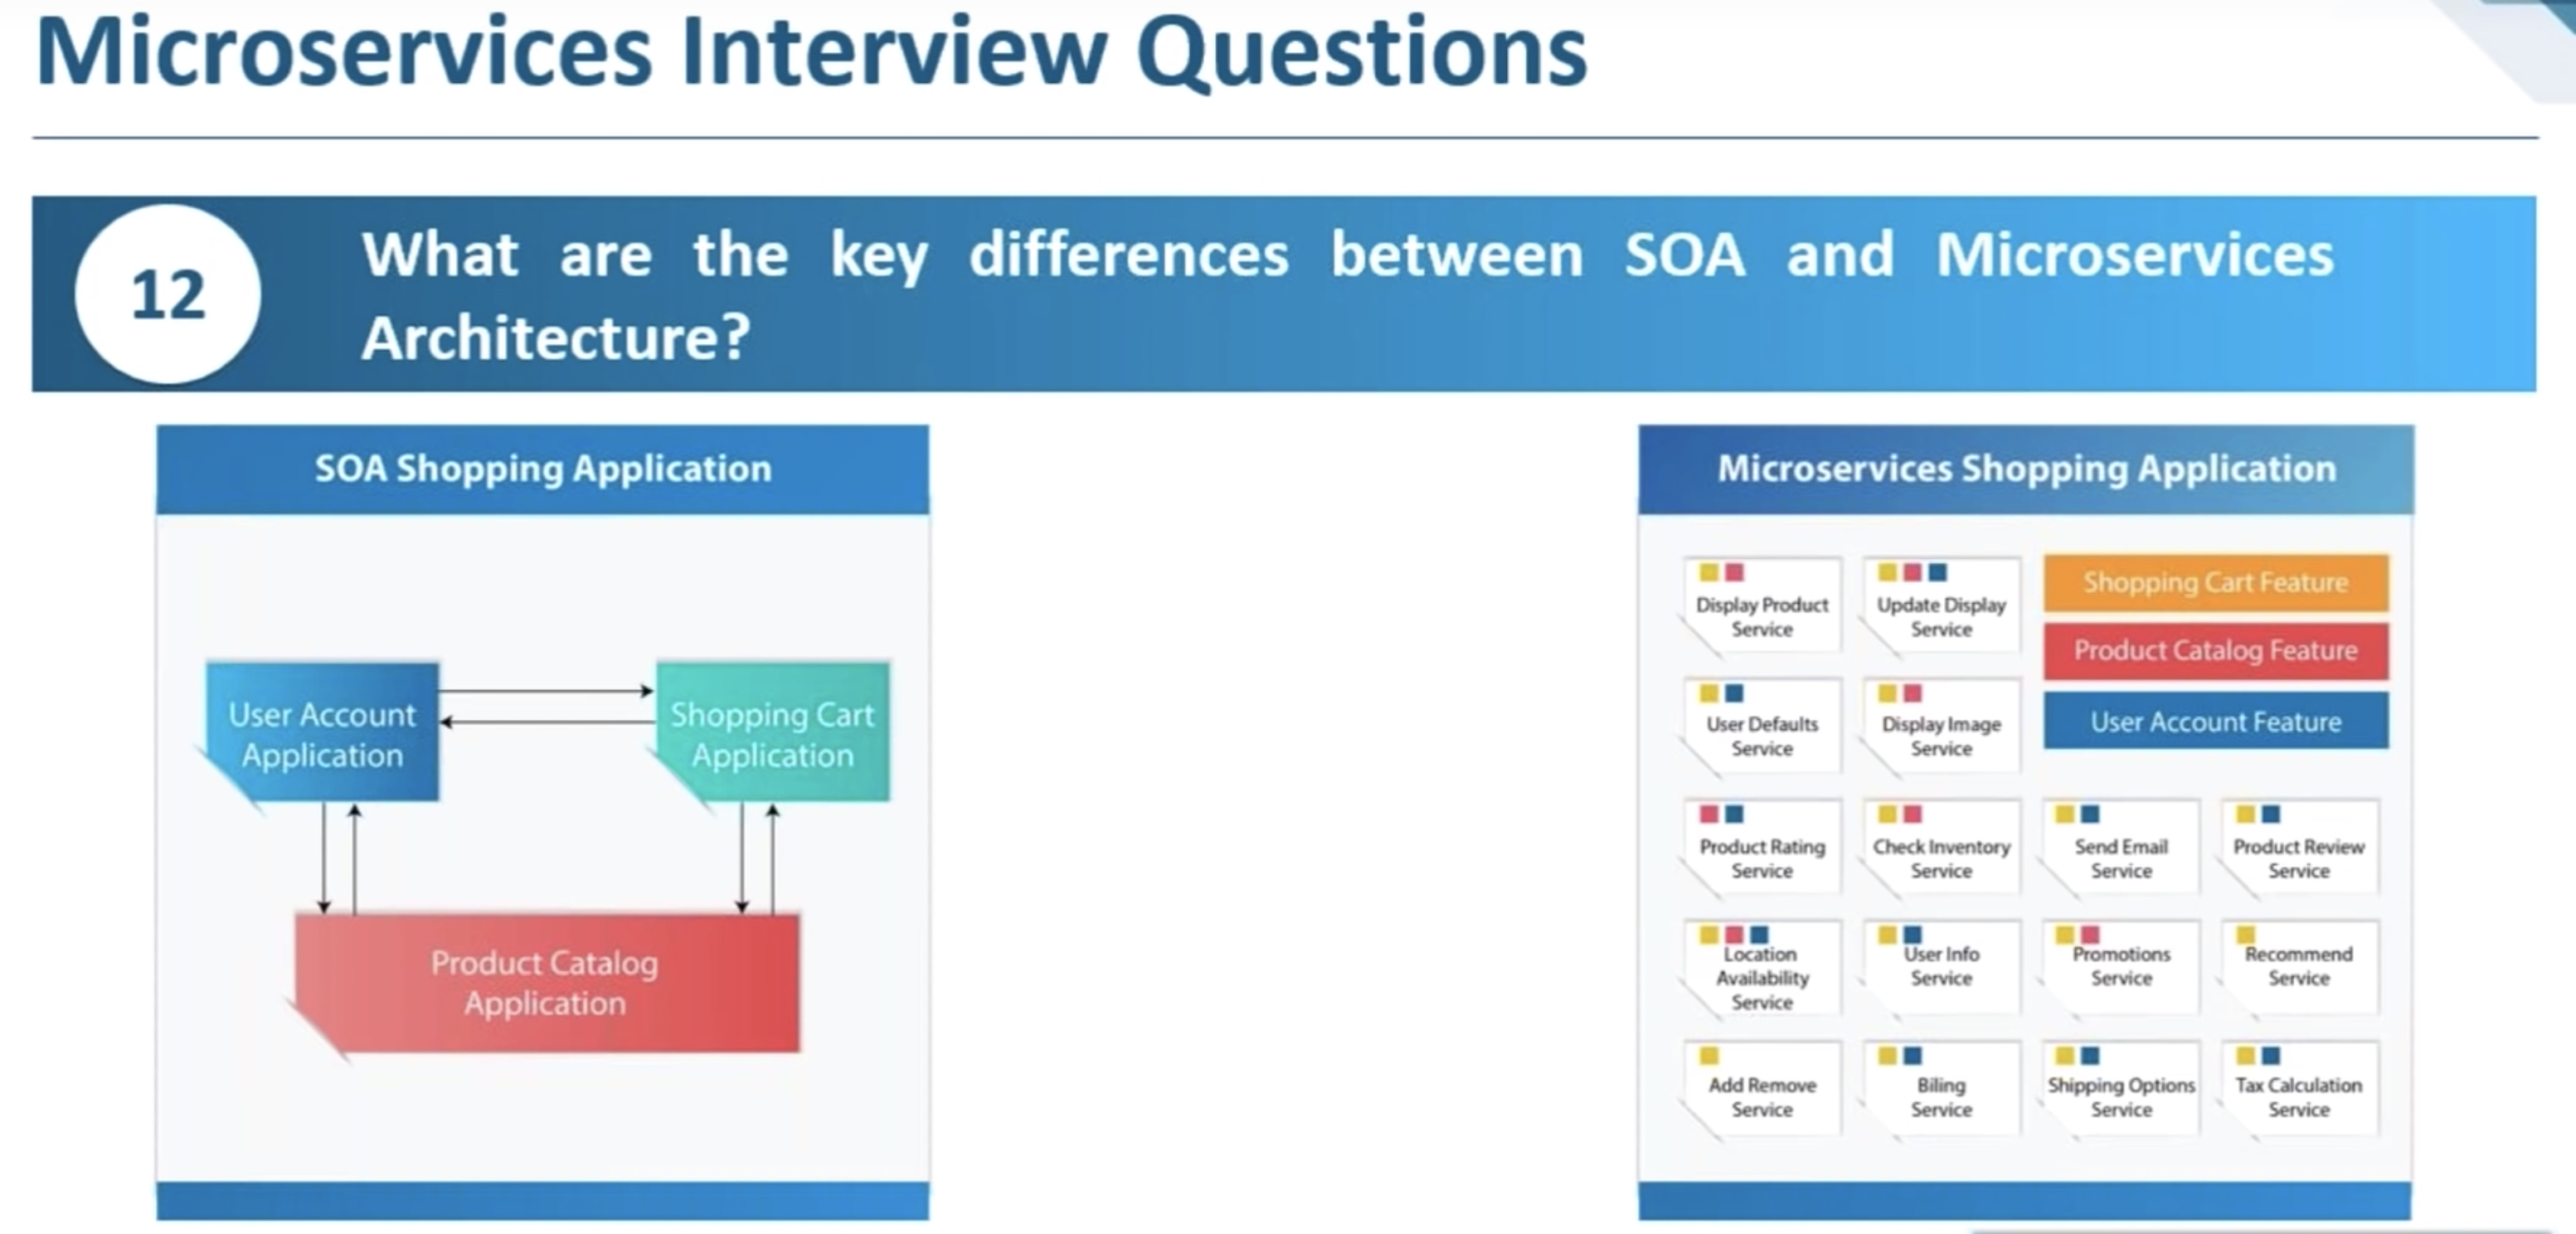 Microservices Interview Questions
12
What are the key differences between SOA and Microservices
Architecture?
SOA Shopping Application
User Account
Application
Shopping Cart
Application
Product Catalog
Application
Microservices Shopping Application
Display Product
Service
Update Display
Service
Shopping Cart Feature
Product Catalog Feature
User Account Feature
User Defaults
Service
Display Image
Service
Product Rating
Service
Check Inventory
Service
Send Email
Service
Product Review
Service
Location
Availability
Service
User Info
Service
Promotions
Service
Recommend
Service
Add Remove
Service
Biling
Service
Shipping Options
Service
Tax Calculation
Service